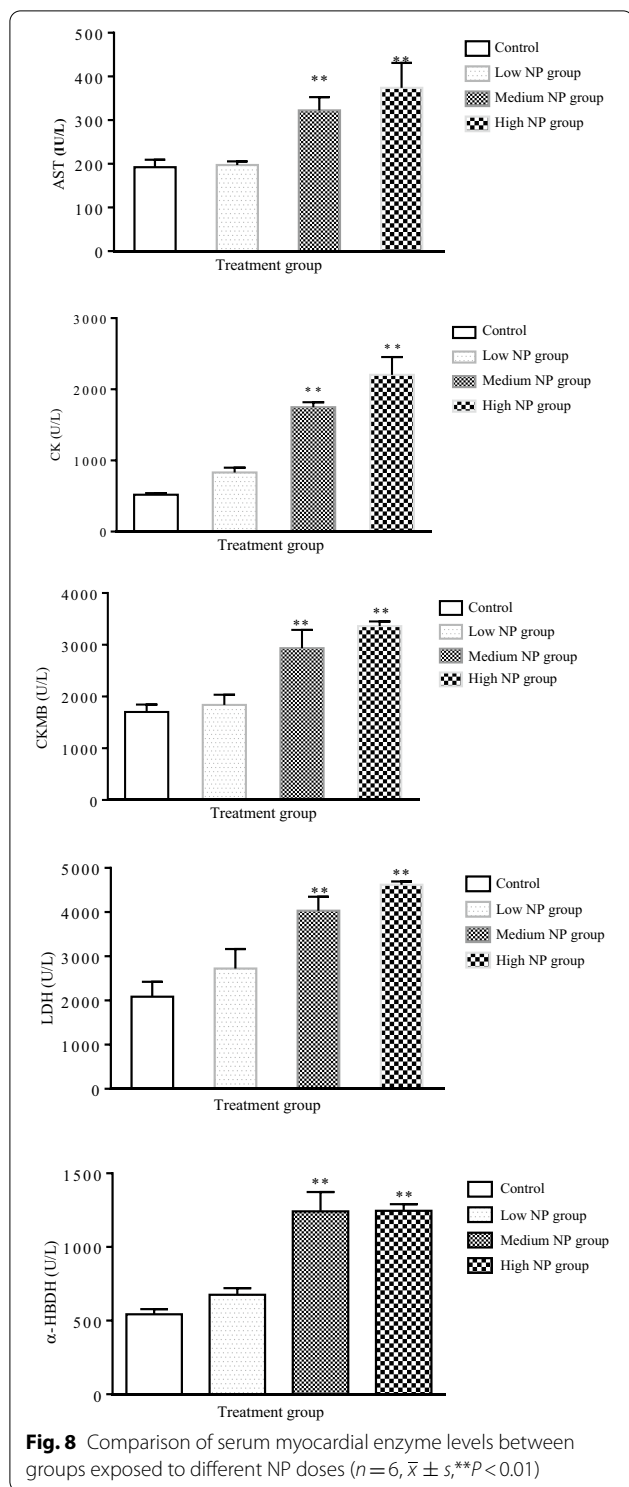 500
400
300
200
100
0
AST (IU/L)
**
**
Treatment group
Control
Low NP group
Medium NP group
High NP group
3000
2000
1000
0
CK (U/L)
**
**
Treatment group
Control
Low NP group
Medium NP group
High NP group
4000
3000
2000
1000
0
CKMB (U/L)
**
**
Treatment group
Control
Low NP group
Medium NP group
High NP group
5000
4000
3000
2000
1000
0
LDH (U/L)
**
**
Treatment group
Control
Low NP group
Medium NP group
High NP group
1500
1000
500
0
α-HBDH (U/L)
**
**
Treatment group
Control
Low NP group
Medium NP group
High NP group
Fig. 8 Comparison of serum myocardial enzyme levels between
groups exposed to different NP doses (n = 6, x̅ ± s,**P < 0.01)